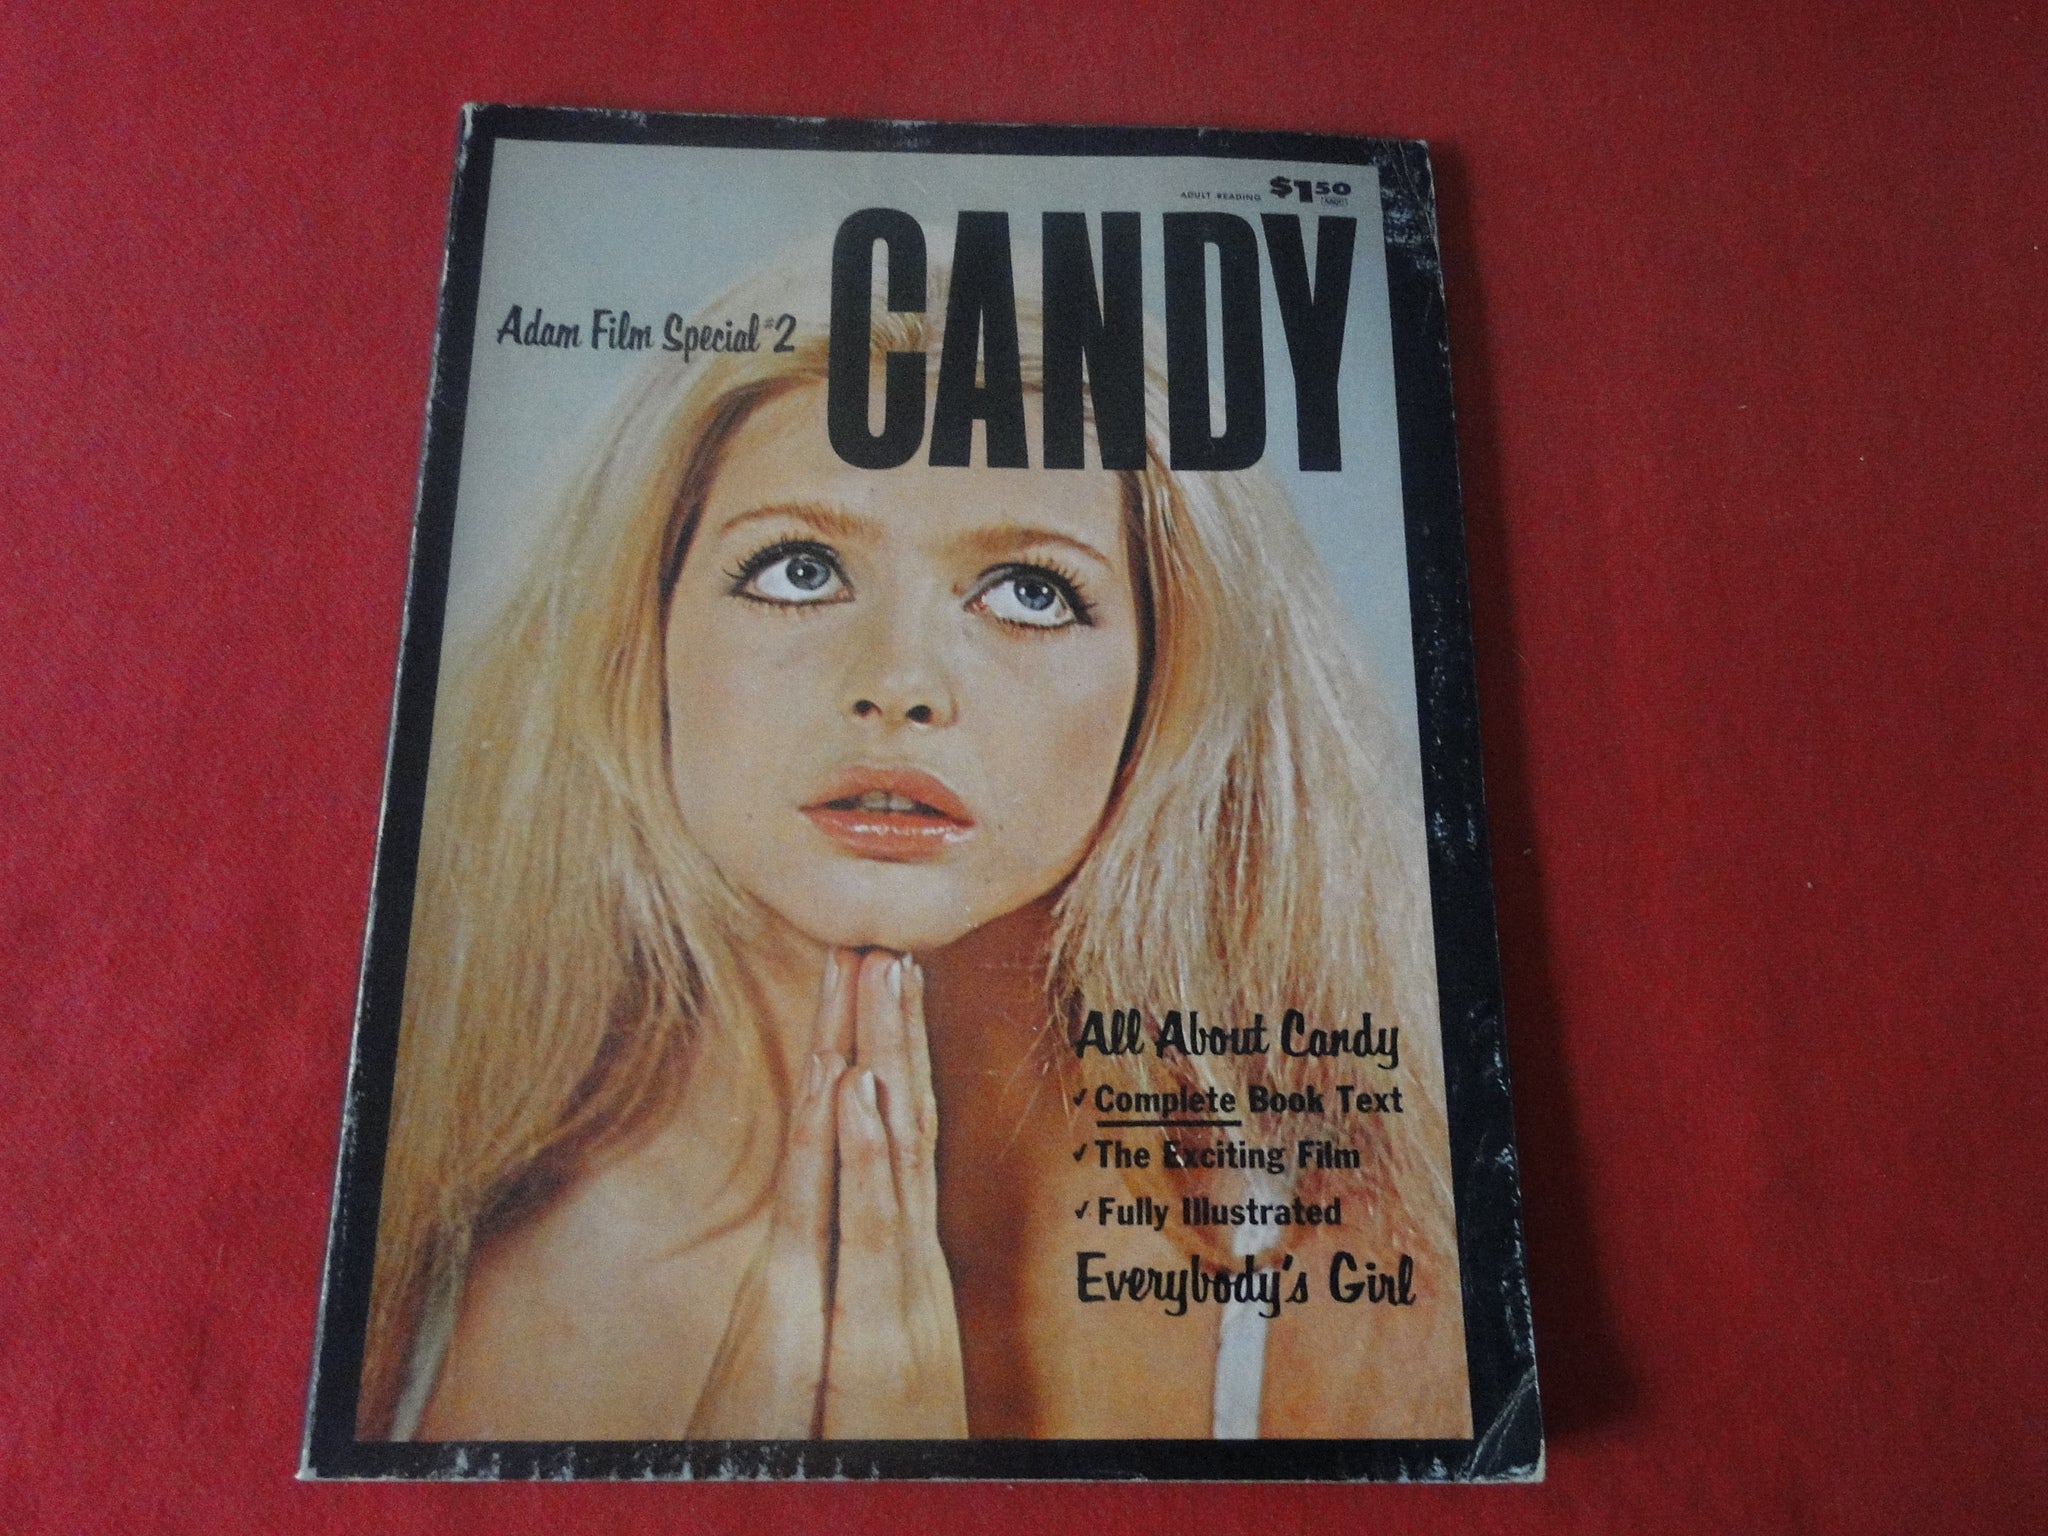 ADULT READING $1.50
CANDY
Adam Film Special #2
All About Candy
✓ Complete Book Text
✓ The Exciting Film
✓ Fully Illustrated
Everybody's Girl